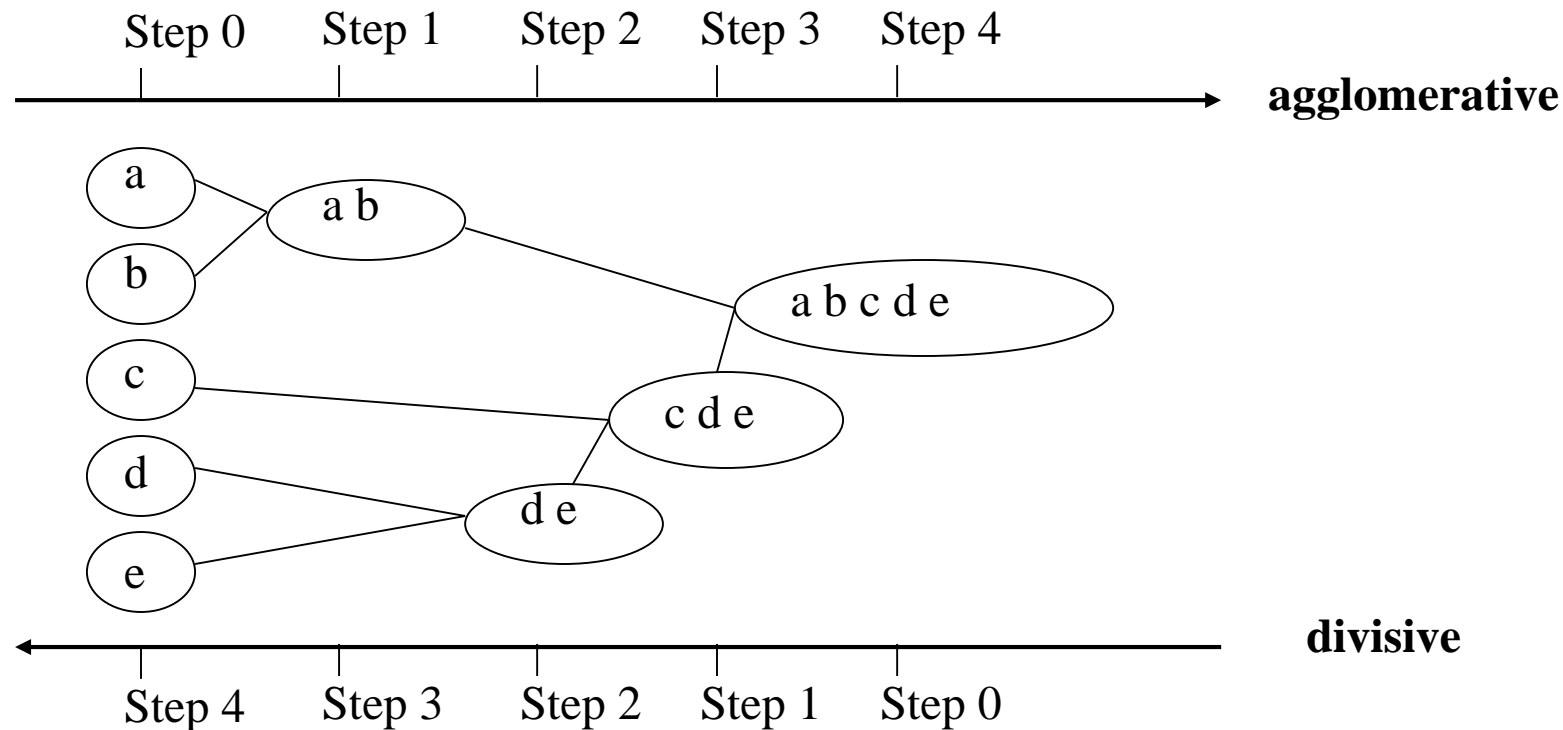 Step 0 Step 1 Step 2 Step 3 Step 4
agglomerative
a
a b
b
a b c d e
c
c d e
d
d e
e
divisive
Step 4 Step 3 Step 2 Step 1 Step 0